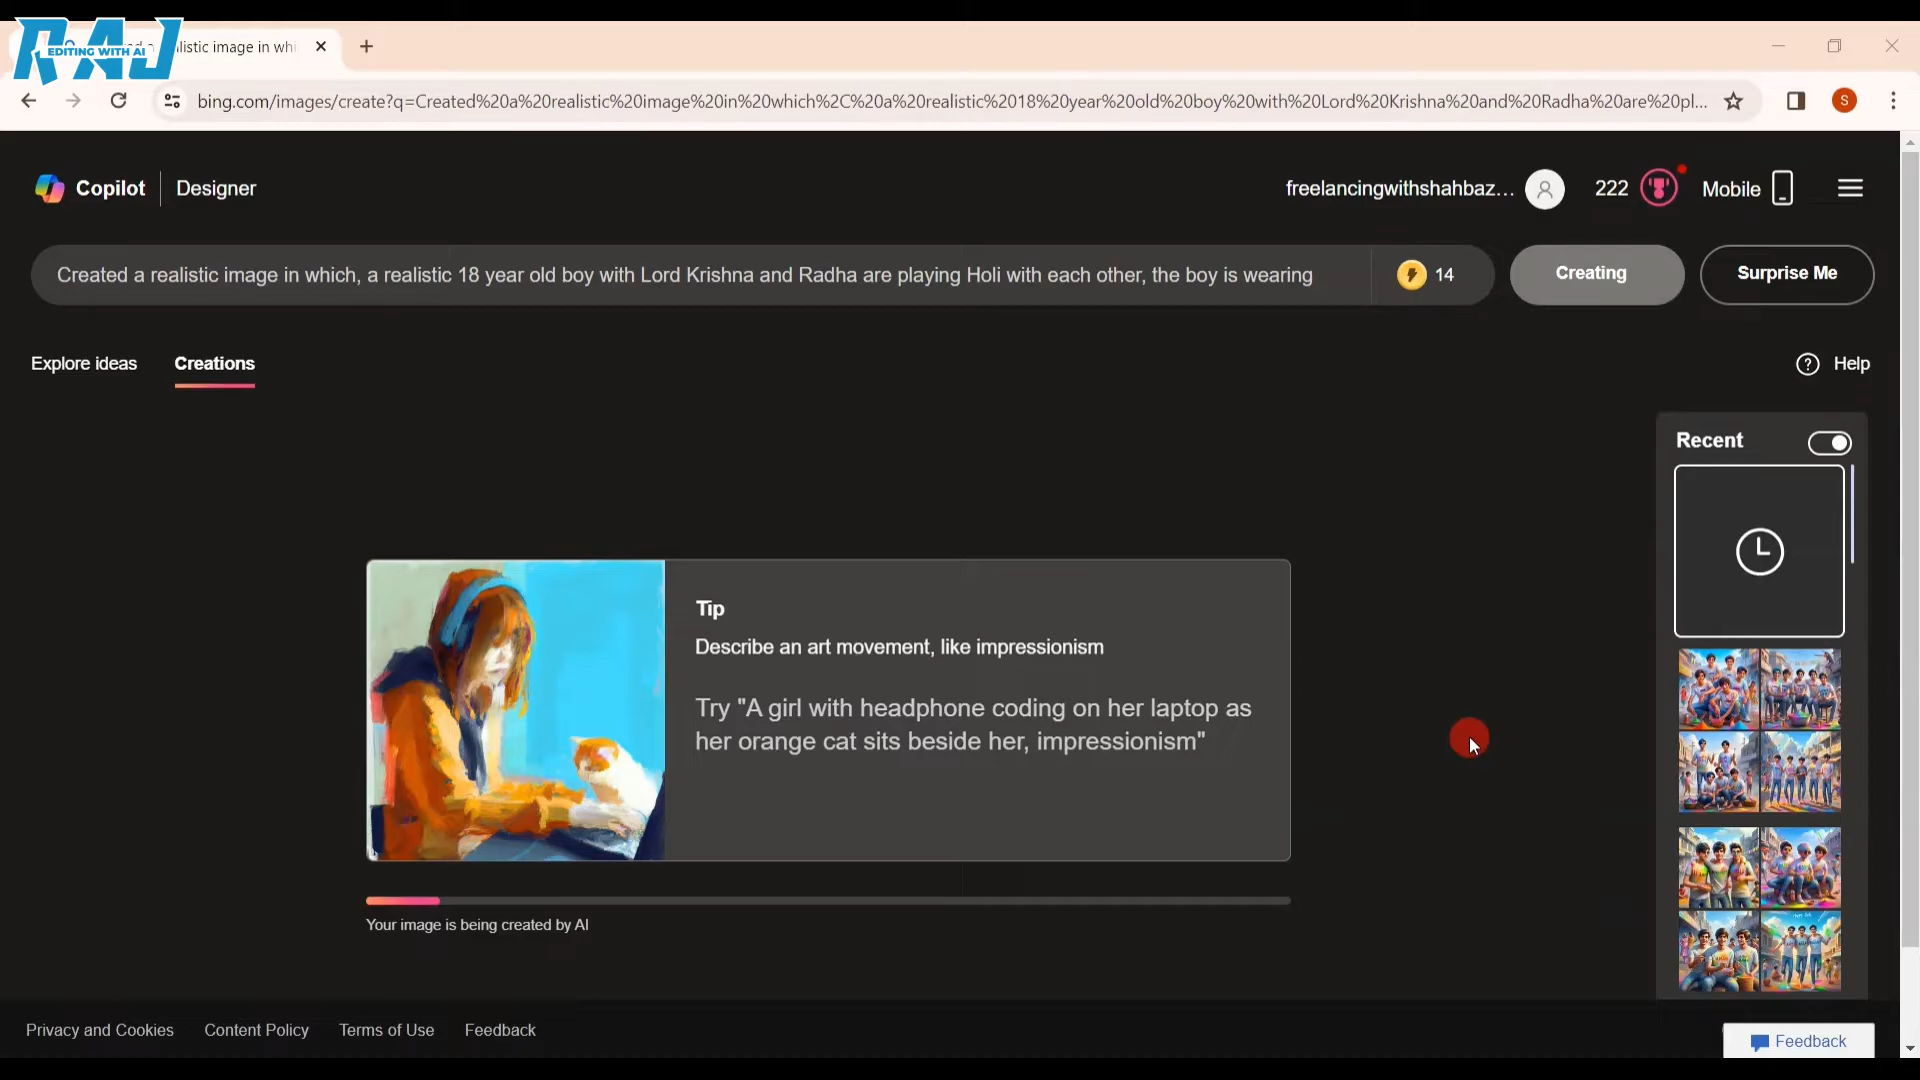 RAJ
EDITING WITH AI
listic image in whi
bing.com/images/create?q=Created%20a%20realistic%20image%20in%20which%2C%20a%20realistic%2018%20year%20old%20boy%20with%20Lord%20Krishna%20and%20Radha%20are%20pl...
S
Copilot
Designer
freelancingwithshahbaz...
222
Mobile
Created a realistic image in which, a realistic 18 year old boy with Lord Krishna and Radha are playing Holi with each other, the boy is wearing
14
Creating
Surprise Me
Explore ideas
Creations
Help
Recent
Tip
Describe an art movement, like impressionism
Try "A girl with headphone coding on her laptop as
her orange cat sits beside her, impressionism"
Your image is being created by AI
Privacy and Cookies
Content Policy
Terms of Use
Feedback
Feedback